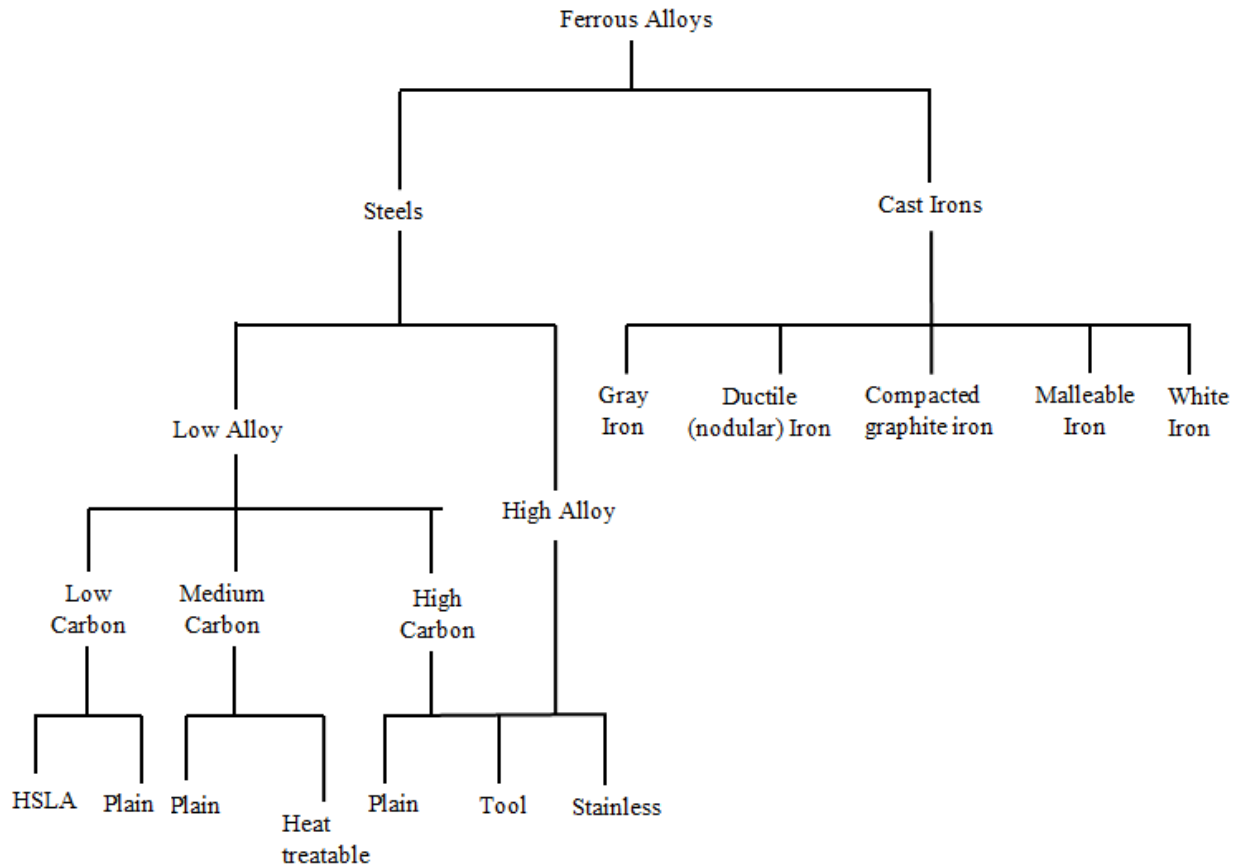 Ferrous Alloys
Steels
Cast Irons
Gray
Iron
Ductile
(nodular) Iron
Compacted
graphite iron
Malleable
Iron
White
Iron
Low Alloy
High Alloy
Low
Carbon
Medium
Carbon
High
Carbon
HSLA
Plain
Plain
Heat
treatable
Plain
Tool
Stainless